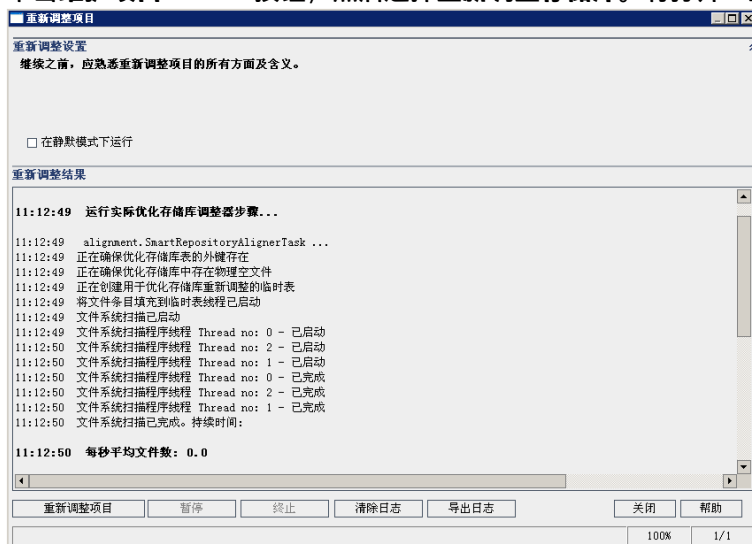 重新调整项目
重新调整设置
继续之前，应熟悉重新调整项目的所有方面及含义。
在静默模式下运行
重新调整结果
11:12:49 运行实际优化存储库调整器步骤...
11:12:49 alignment.SmartRepositoryAlignerTask ...
11:12:49 正在确保优化存储库表的外键存在
11:12:49 正在确保优化存储库中存在物理空文件
11:12:49 正在创建用于优化存储库重新调整的临时表
11:12:49 将文件条目填充到临时表线程已启动
11:12:49 文件系统扫描已启动
11:12:49 文件系统扫描程序线程 Thread no: 0 - 已启动
11:12:50 文件系统扫描程序线程 Thread no: 2 - 已启动
11:12:50 文件系统扫描程序线程 Thread no: 1 - 已启动
11:12:50 文件系统扫描程序线程 Thread no: 0 - 已完成
11:12:50 文件系统扫描程序线程 Thread no: 2 - 已完成
11:12:50 文件系统扫描程序线程 Thread no: 1 - 已完成
11:12:50 文件系统扫描已完成。持续时间:
11:12:50 每秒平均文件数: 0.0
重新调整项目 暂停 终止 清除日志 导出日志 关闭 帮助
100% 1/1